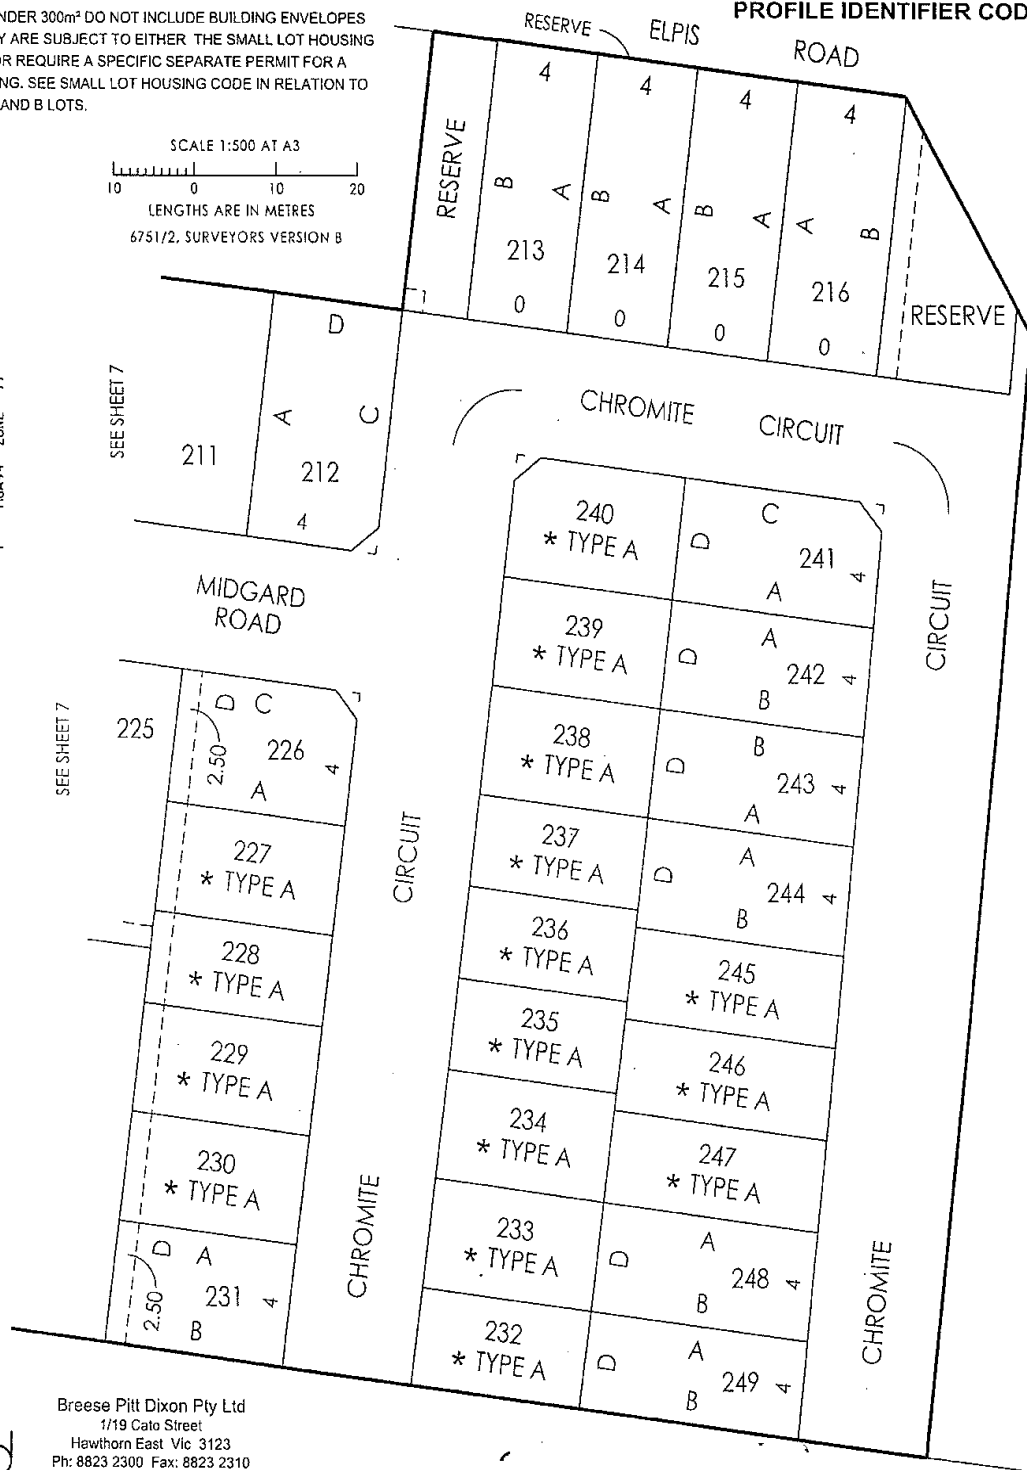 PROFILE IDENTIFIER COD
NDER 300m² DO NOT INCLUDE BUILDING ENVELOPES
Y ARE SUBJECT TO EITHER THE SMALL LOT HOUSING
OR REQUIRE A SPECIFIC SEPARATE PERMIT FOR A
NG. SEE SMALL LOT HOUSING CODE IN RELATION TO
AND B LOTS.
SCALE 1:500 AT A3
10 0 10 20
LENGTHS ARE IN METRES
6751/2, SURVEYORS VERSION B
RESERVE
ELPIS ROAD
RESERVE
4
B A
213
0
4
B A
214
0
4
B A
215
0
4
A B
216
0
RESERVE
SEE SHEET 7
211
D
A C
212
4
CHROMITE CIRCUIT
MIDGARD
ROAD
240
* TYPE A
C
D 241 4
A
239
* TYPE A
A
D 242 4
B
CIRCUIT
SEE SHEET 7
225
D C
2.50 226 4
A
238
* TYPE A
B
D 243 4
A
227
* TYPE A
CIRCUIT
237
* TYPE A
A
D 244 4
B
228
* TYPE A
236
* TYPE A
245
* TYPE A
229
* TYPE A
235
* TYPE A
246
* TYPE A
230
* TYPE A
234
* TYPE A
247
* TYPE A
CHROMITE
D A
2.50 231 4
B
233
* TYPE A
A
D 248 4
B
CHROMITE
232
* TYPE A
A
D 249 4
B
Breese Pitt Dixon Pty Ltd
1/19 Cato Street
Hawthorn East Vic 3123
Ph: 8823 2300 Fax: 8823 2310